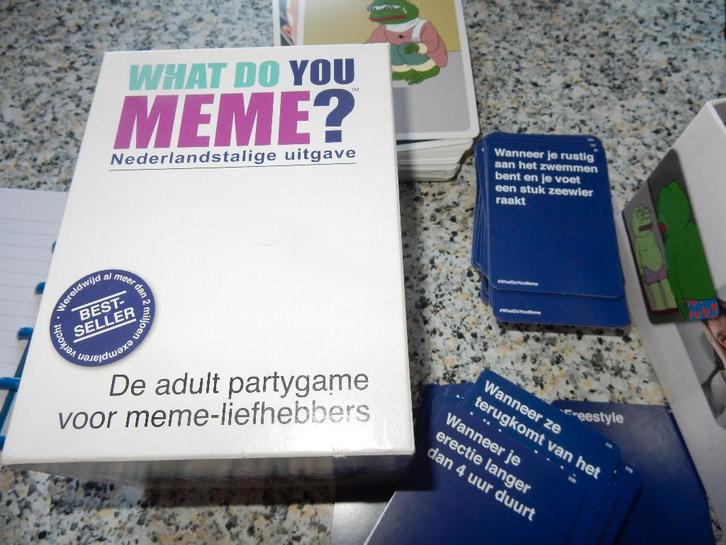 WHAT DO YOU
MEME?™
Nederlandstalige uitgave
Wereldwijd al meer dan 2 miljoen exemplaren verkocht
BEST-
SELLER
De adult partygame
voor meme-liefhebbers
Wanneer je rustig
aan het zwemmen
bent en je voet
een stuk zeewier
raakt
#WhatDoYouMeme
#WhatDoYouMeme
Freestyle
Wanneer ze
terugkomt van het
Wanneer je
erectie langer
dan 4 uur duurt